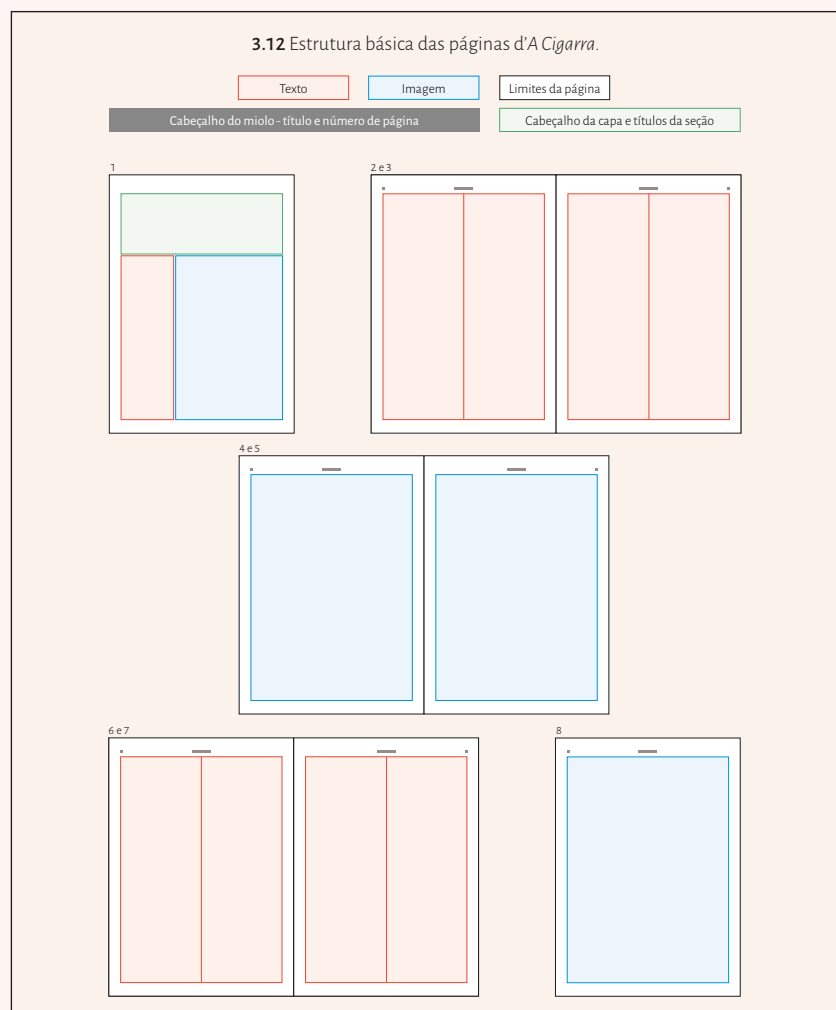 3.12 Estrutura básica das páginas d’A Cigarra.
Texto
Imagem
Limites da página
Cabeçalho do miolo - título e número de página
Cabeçalho da capa e títulos da seção
1
2 e 3
4 e 5
6 e 7
8